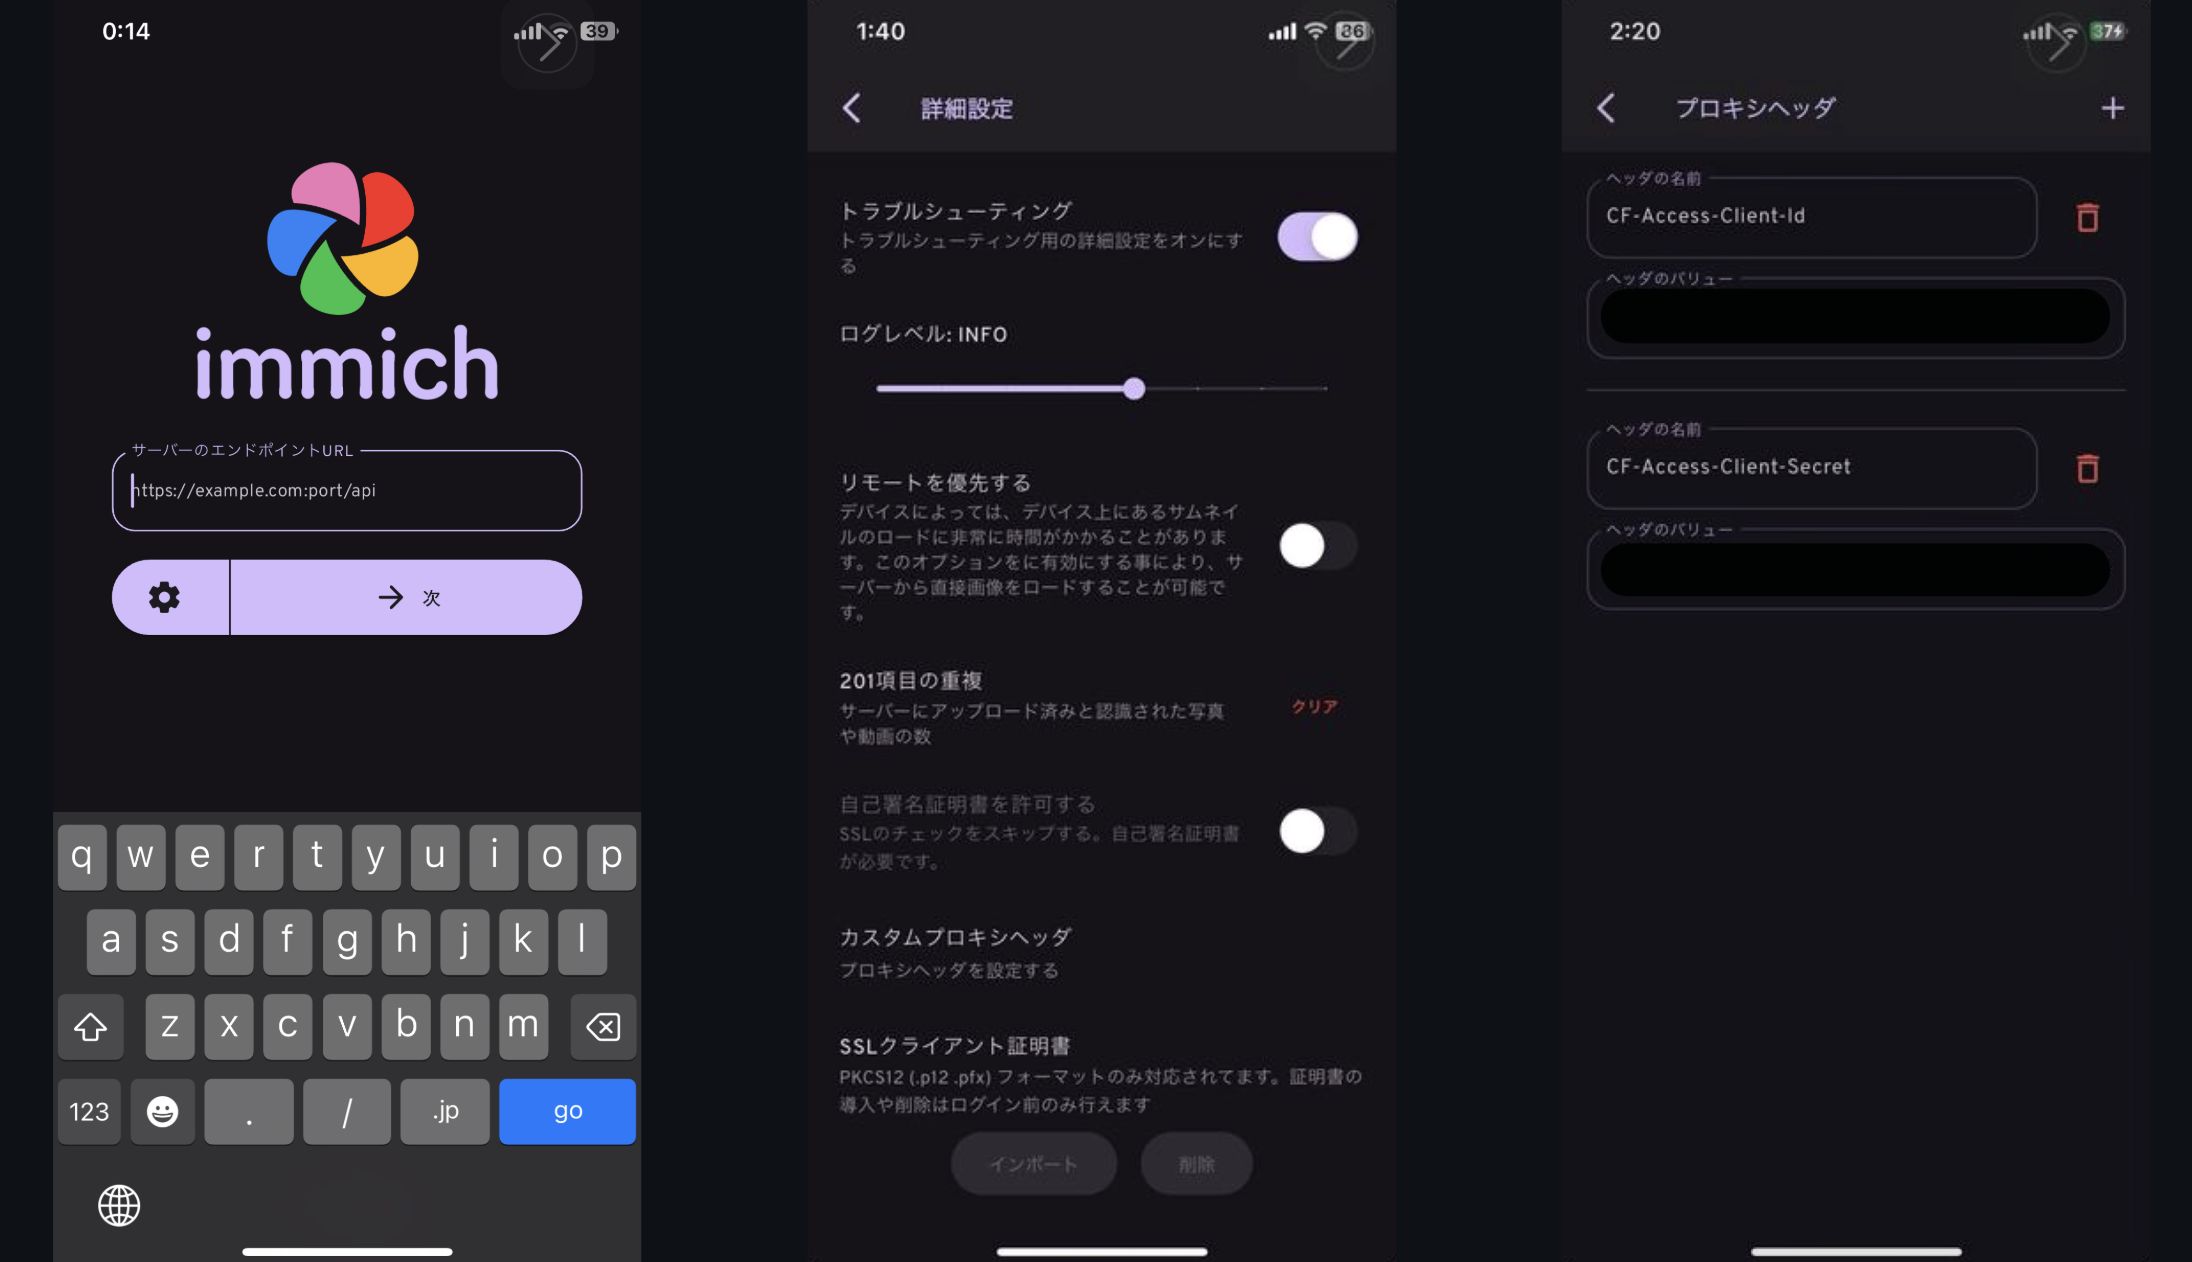 0:14
39
immich
サーバーのエンドポイントURL
https://example.com:port/api
次
q w e r t y u i o p
a s d f g h j k l
z x c v b n m
123 . / .jp go
1:40
86
詳細設定
トラブルシューティング
トラブルシューティング用の詳細設定をオンにす
る
ログレベル: INFO
リモートを優先する
デバイスによっては、デバイス上にあるサムネイ
ルのロードに非常に時間がかかることがありま
す。このオプションをに有効にする事により、サ
ーバーから直接画像をロードすることが可能で
す。
201項目の重複
サーバーにアップロード済みと認識された写真
や動画の数
クリア
自己署名証明書を許可する
SSLのチェックをスキップする。自己署名証明書
が必要です。
カスタムプロキシヘッダ
プロキシヘッダを設定する
SSLクライアント証明書
PKCS12 (.p12 .pfx) フォーマットのみ対応されてます。証明書の
導入や削除はログイン前のみ行えます
インポート 削除
2:20
37
プロキシヘッダ
ヘッダの名前
CF-Access-Client-Id
ヘッダのバリュー
ヘッダの名前
CF-Access-Client-Secret
ヘッダのバリュー